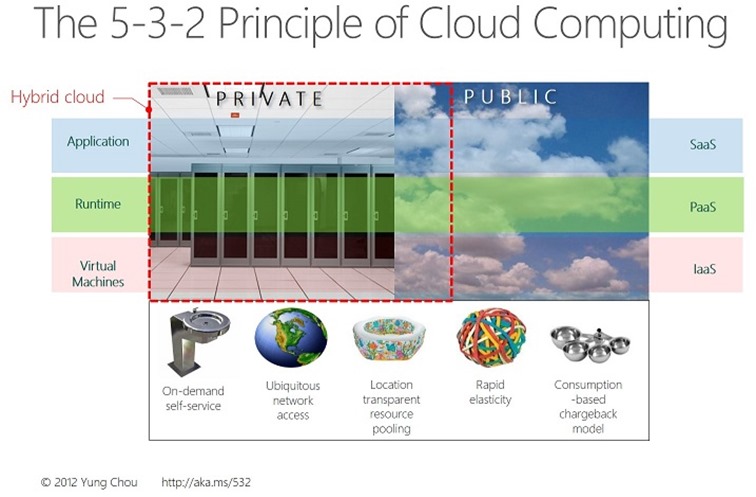 The 5-3-2 Principle of Cloud Computing
Hybrid cloud
PRIVATE
PUBLIC
Application
SaaS
Runtime
PaaS
Virtual
Machines
IaaS
On-demand
self-service
Ubiquitous
network
access
Location
transparent
resource
pooling
Rapid
elasticity
Consumption
-based
chargeback
model
© 2012 Yung Chou
http://aka.ms/532